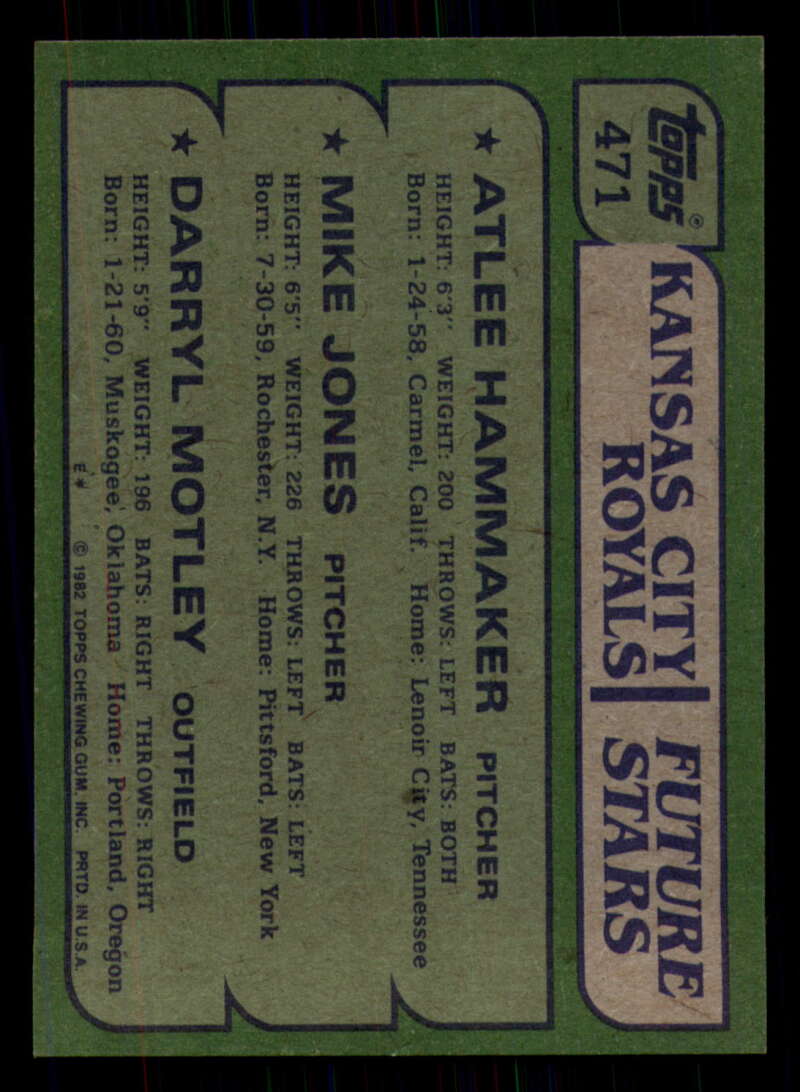 topps®
471
KANSAS CITY
ROYALS
FUTURE
STARS
★ ATLEE HAMMAKER PITCHER
HEIGHT: 6'3" WEIGHT: 200 THROWS: LEFT BATS: BOTH
Born: 1-24-58, Carmel, Calif. Home: Lenoir City, Tennessee
★ MIKE JONES PITCHER
HEIGHT: 6'5" WEIGHT: 226 THROWS: LEFT BATS: LEFT
Born: 7-30-59, Rochester, N.Y. Home: Pittsford, New York
★ DARRYL MOTLEY OUTFIELD
HEIGHT: 5'9" WEIGHT: 196 BATS: RIGHT THROWS: RIGHT
Born: 1-21-60, Muskogee, Oklahoma Home: Portland, Oregon
E* © 1982 TOPPS CHEWING GUM, INC. PRTD. IN U.S.A.